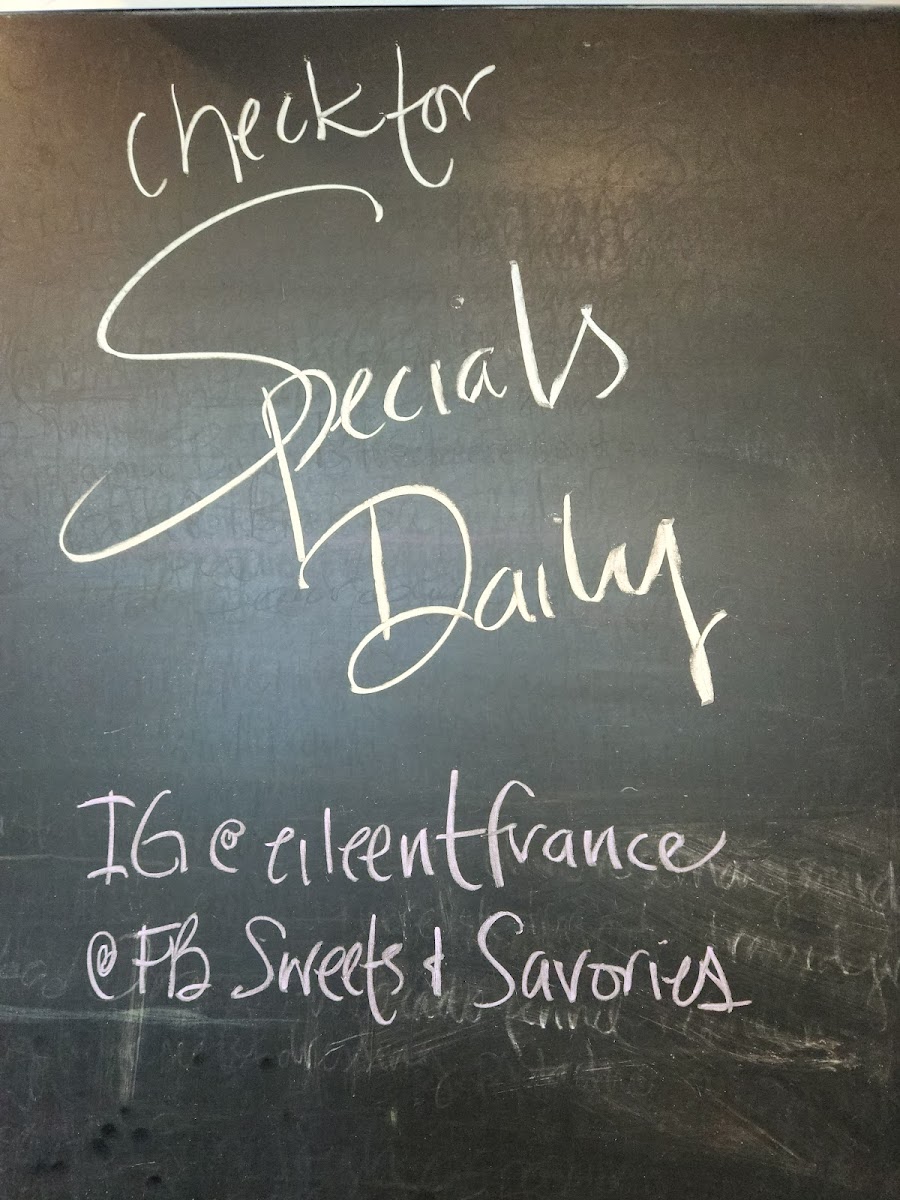 Check for
Specials
Daily
IG @ eileentfrance
@ FB Sweets & Savories